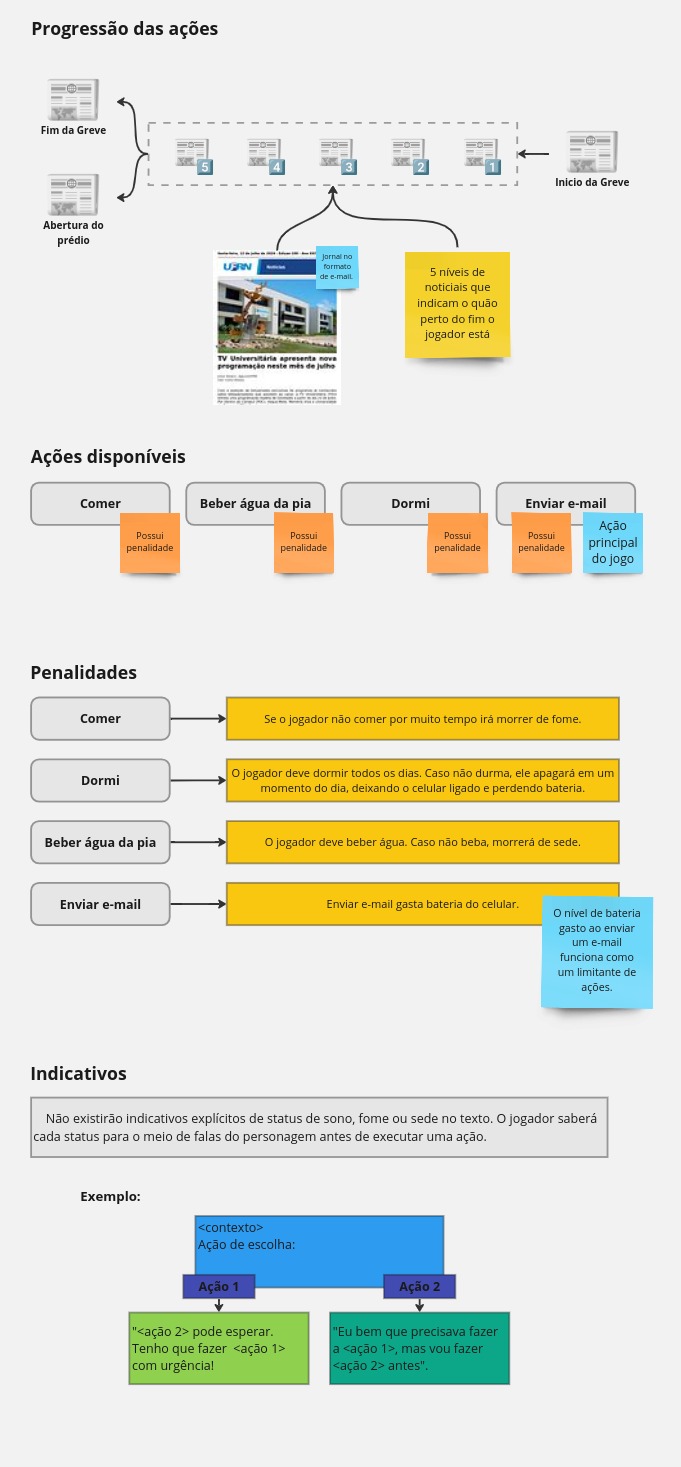 Progressão das ações
Fim da Greve
Abertura do
prédio
5
4
3
2
1
Inicio da Greve
UFRN
Notícias
Jornal no
formato
de e-mail.
TV Universitária apresenta nova
programação neste mês de julho
5 níveis de
noticiais que
indicam o quão
perto do fim o
jogador está
Ações disponíveis
Comer
Possui
penalidade
Beber água da pia
Possui
penalidade
Dormi
Possui
penalidade
Enviar e-mail
Possui
penalidade
Ação
principal
do jogo
Penalidades
Comer
Se o jogador não comer por muito tempo irá morrer de fome.
Dormi
O jogador deve dormir todos os dias. Caso não durma, ele apagará em um
momento do dia, deixando o celular ligado e perdendo bateria.
Beber água da pia
O jogador deve beber água. Caso não beba, morrerá de sede.
Enviar e-mail
Enviar e-mail gasta bateria do celular.
O nível de bateria
gasto ao enviar
um e-mail
funciona como
um limitante de
ações.
Indicativos
Não existirão indicativos explícitos de status de sono, fome ou sede no texto. O jogador saberá
cada status para o meio de falas do personagem antes de executar uma ação.
Exemplo:
<contexto>
Ação de escolha:
Ação 1
Ação 2
"<ação 2> pode esperar.
Tenho que fazer <ação 1>
com urgência!
"Eu bem que precisava fazer
a <ação 1>, mas vou fazer
<ação 2> antes".